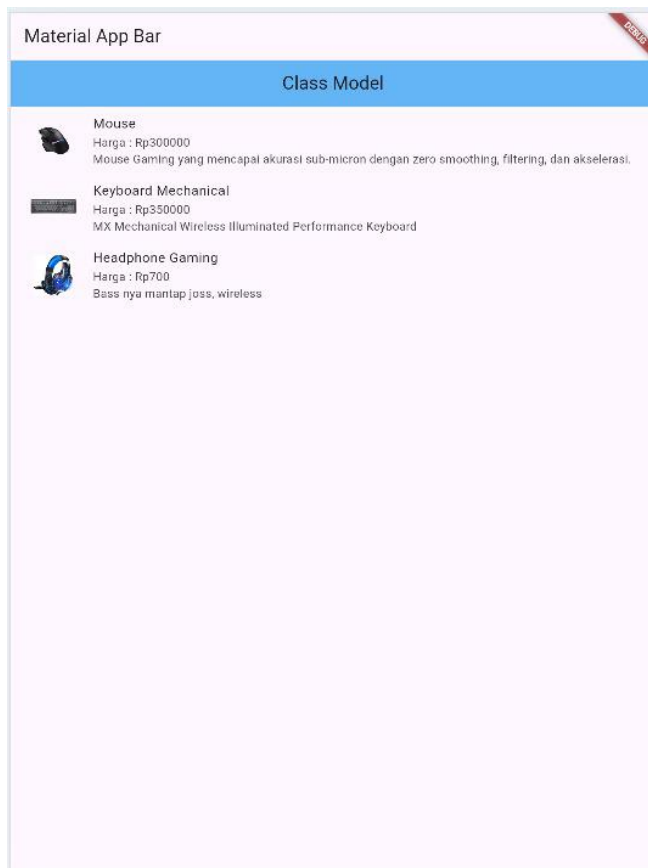 Material App Bar
DEBUG
Class Model
Mouse
Harga : Rp300000
Mouse Gaming yang mencapai akurasi sub-micron dengan zero smoothing, filtering, dan akselerasi.
Keyboard Mechanical
Harga : Rp350000
MX Mechanical Wireless Illuminated Performance Keyboard
Headphone Gaming
Harga : Rp700
Bass nya mantap joss, wireless